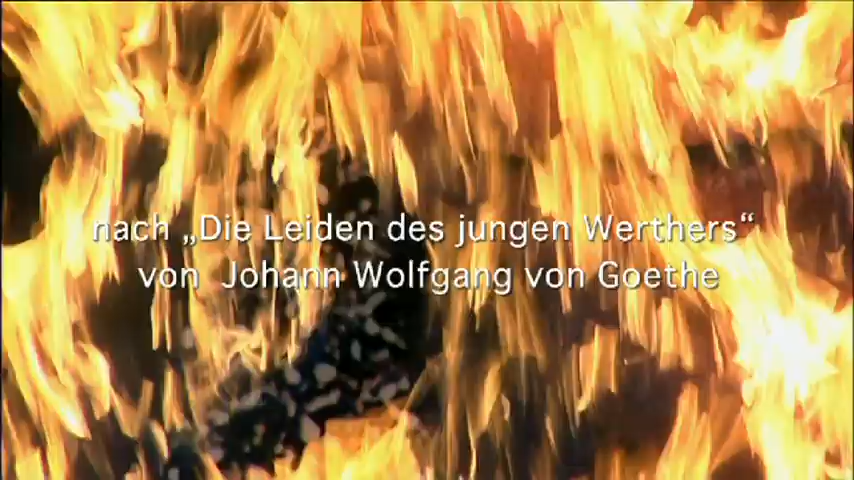 nach „Die Leiden des jungen Werthers“
von Johann Wolfgang von Goethe